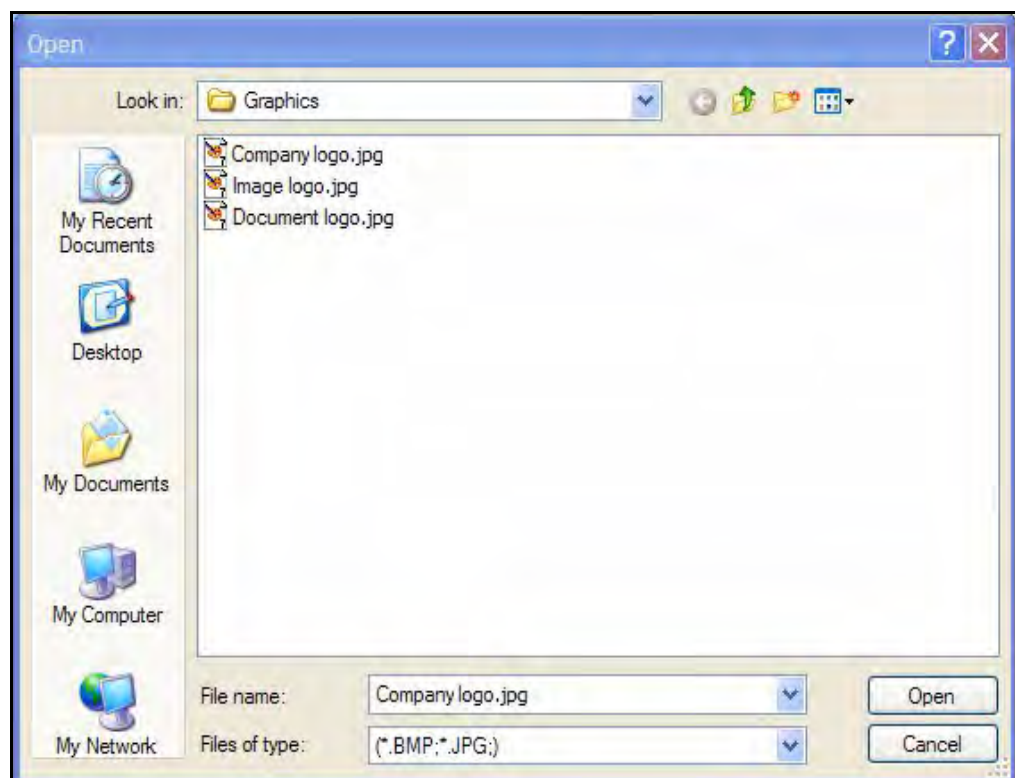 Open
Look in: Graphics
Company logo.jpg
Image logo.jpg
Document logo.jpg
My Recent
Documents
Desktop
My Documents
My Computer
My Network
File name: Company logo.jpg Open
Files of type: (*.BMP;*.JPG;) Cancel